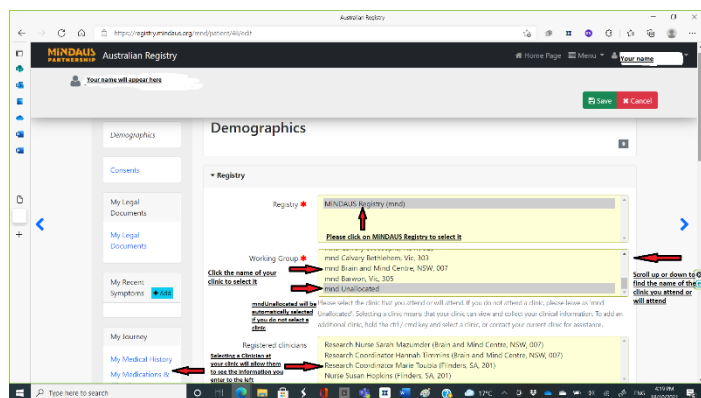 Australian Registry
https://registry.mindaus.org/mnd/patient/48/edit
MiNDAUS PARTNERSHIP
Australian Registry
Home Page
Menu
Your name
Your name will appear here
Save
Cancel
Demographics
Demographics
Consents
Registry
My Legal
Documents
Registry
MiNDAUS Registry (mnd)
Please click on MiNDAUS Registry to select it
My Legal
Documents
Working Group
mnd Calvary Bethlehem, Vic, 303
mnd Brain and Mind Centre, NSW, 007
mnd Barwon, Vic, 305
mnd Unallocated
Click the name of your
clinic to select it
Scroll up or down to
find the name of the
clinic you attend or
will attend
My Recent
Symptoms
Add
mndUnallocated will be
automatically selected
if you do not select a
clinic
Please select the clinic that you attend or will attend. If you do not attend a clinic, please leave as 'mnd
Unallocated'. Selecting a clinic means that your clinic can view and collect your clinical information. To add an
additional clinic, hold the ctrl / cmd key and select a clinic, or contact your current clinic for assistance.
My Journey
My Medical History
My Medications &
Registered clinicians
Selecting a Clinician at
your clinic will allow them
to see the information you
enter to the left
Research Nurse Sarah Mazumder (Brain and Mind Centre, NSW, 007)
Research Coordinator Hannah Timmins (Brain and Mind Centre, NSW, 007)
Research Coordinator Marie Toubia (Flinders, SA, 201)
Nurse Susan Hopkins (Flinders, SA, 201)
Type here to search
17°C
ENG
4:19 PM